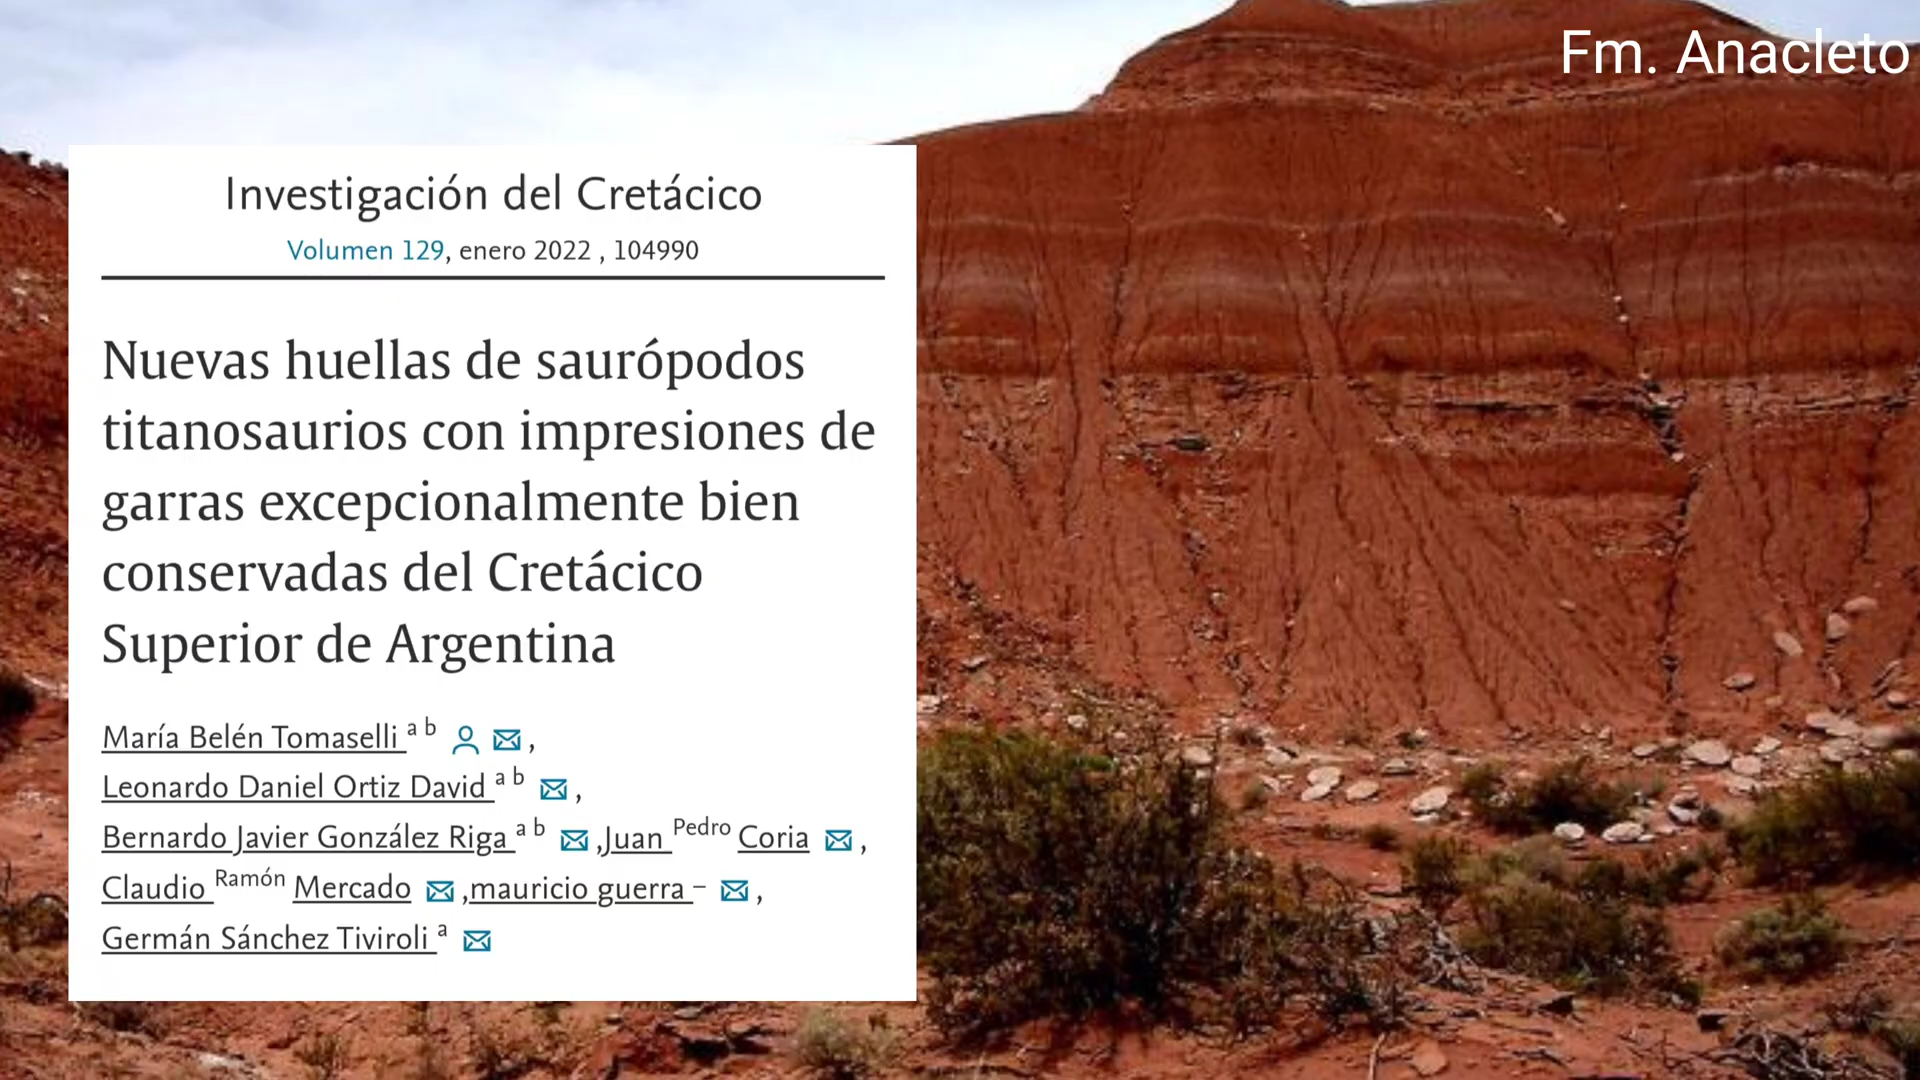 Fm. Anacleto
Investigación del Cretácico
Volumen 129, enero 2022 , 104990
Nuevas huellas de saurópodos
titanosaurios con impresiones de
garras excepcionalmente bien
conservadas del Cretácico
Superior de Argentina
María Belén Tomaselli a b ,
Leonardo Daniel Ortiz David a b ,
Bernardo Javier González Riga a b ,Juan Pedro Coria ,
Claudio Ramón Mercado ,mauricio guerra – ,
Germán Sánchez Tiviroli a